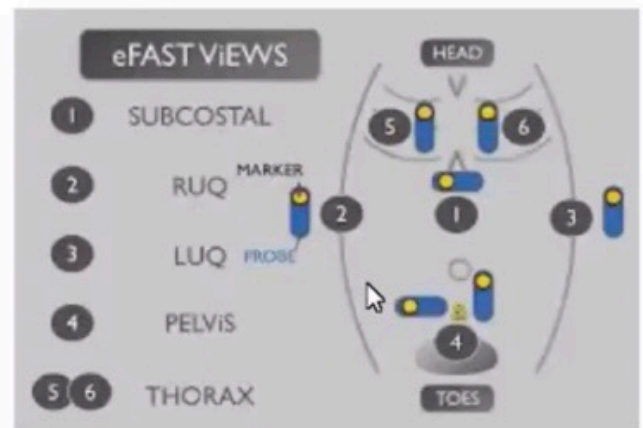 eFAST ViEWS
1 SUBCOSTAL
2 RUQ
3 LUQ
4 PELViS
5 6 THORAX
HEAD
5 6
MARKER
2 1 3
PROBE
4
TOES